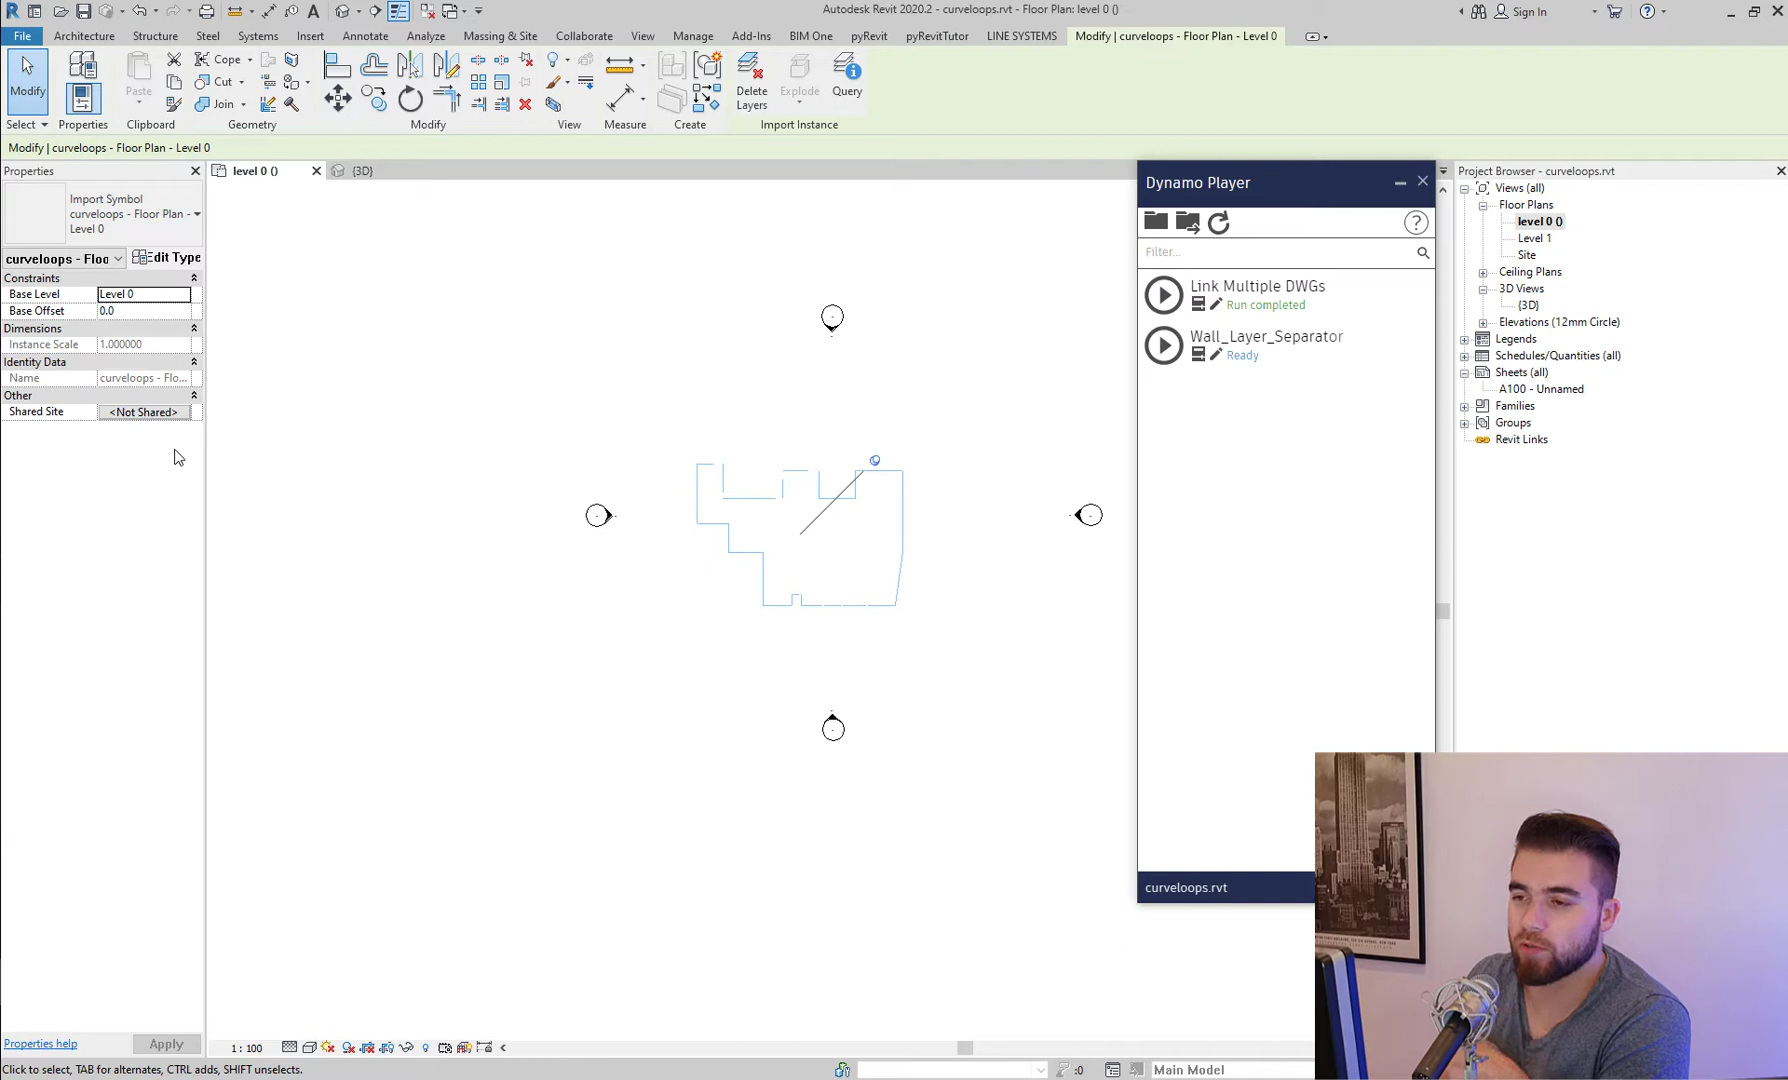 Autodesk Revit 2020.2 - curveloops.rvt - Floor Plan: level 0 ()
Sign In
File Architecture Structure Steel Systems Insert Annotate Analyze Massing & Site Collaborate View Manage Add-Ins BIM One pyRevit pyRevitTutor LINE SYSTEMS Modify | curveloops - Floor Plan - Level 0
Modify
Paste
Cope
Cut
Join
Delete Layers
Explode
Query
Select Properties Clipboard Geometry Modify View Measure Create Import Instance
Modify | curveloops - Floor Plan - Level 0
Properties
Import Symbol
curveloops - Floor Plan -
Level 0
curveloops - Floo
Edit Type
Constraints
Base Level Level 0
Base Offset 0.0
Dimensions
Instance Scale 1.000000
Identity Data
Name curveloops - Flo...
Other
Shared Site <Not Shared>
Properties help
Apply
level 0 ()
{3D}
Dynamo Player
Filter...
Link Multiple DWGs
Run completed
Wall_Layer_Separator
Ready
curveloops.rvt
Project Browser - curveloops.rvt
Views (all)
Floor Plans
level 0 ()
Level 1
Site
Ceiling Plans
3D Views
{3D}
Elevations (12mm Circle)
Legends
Schedules/Quantities (all)
Sheets (all)
A100 - Unnamed
Families
Groups
Revit Links
1 : 100
Click to select, TAB for alternates, CTRL adds, SHIFT unselects.
:0
Main Model